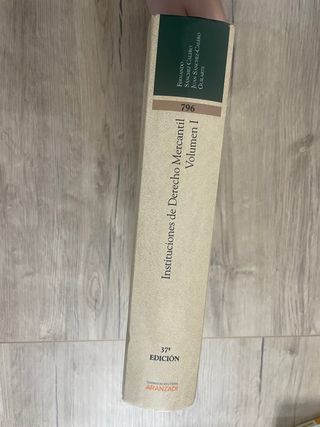 FERNANDO
SÁNCHEZ CALERO
JUAN SÁNCHEZ-CALERO
GUILARTE
796
Instituciones de Derecho Mercantil
Volumen I
37ª
EDICIÓN
ARANZADI